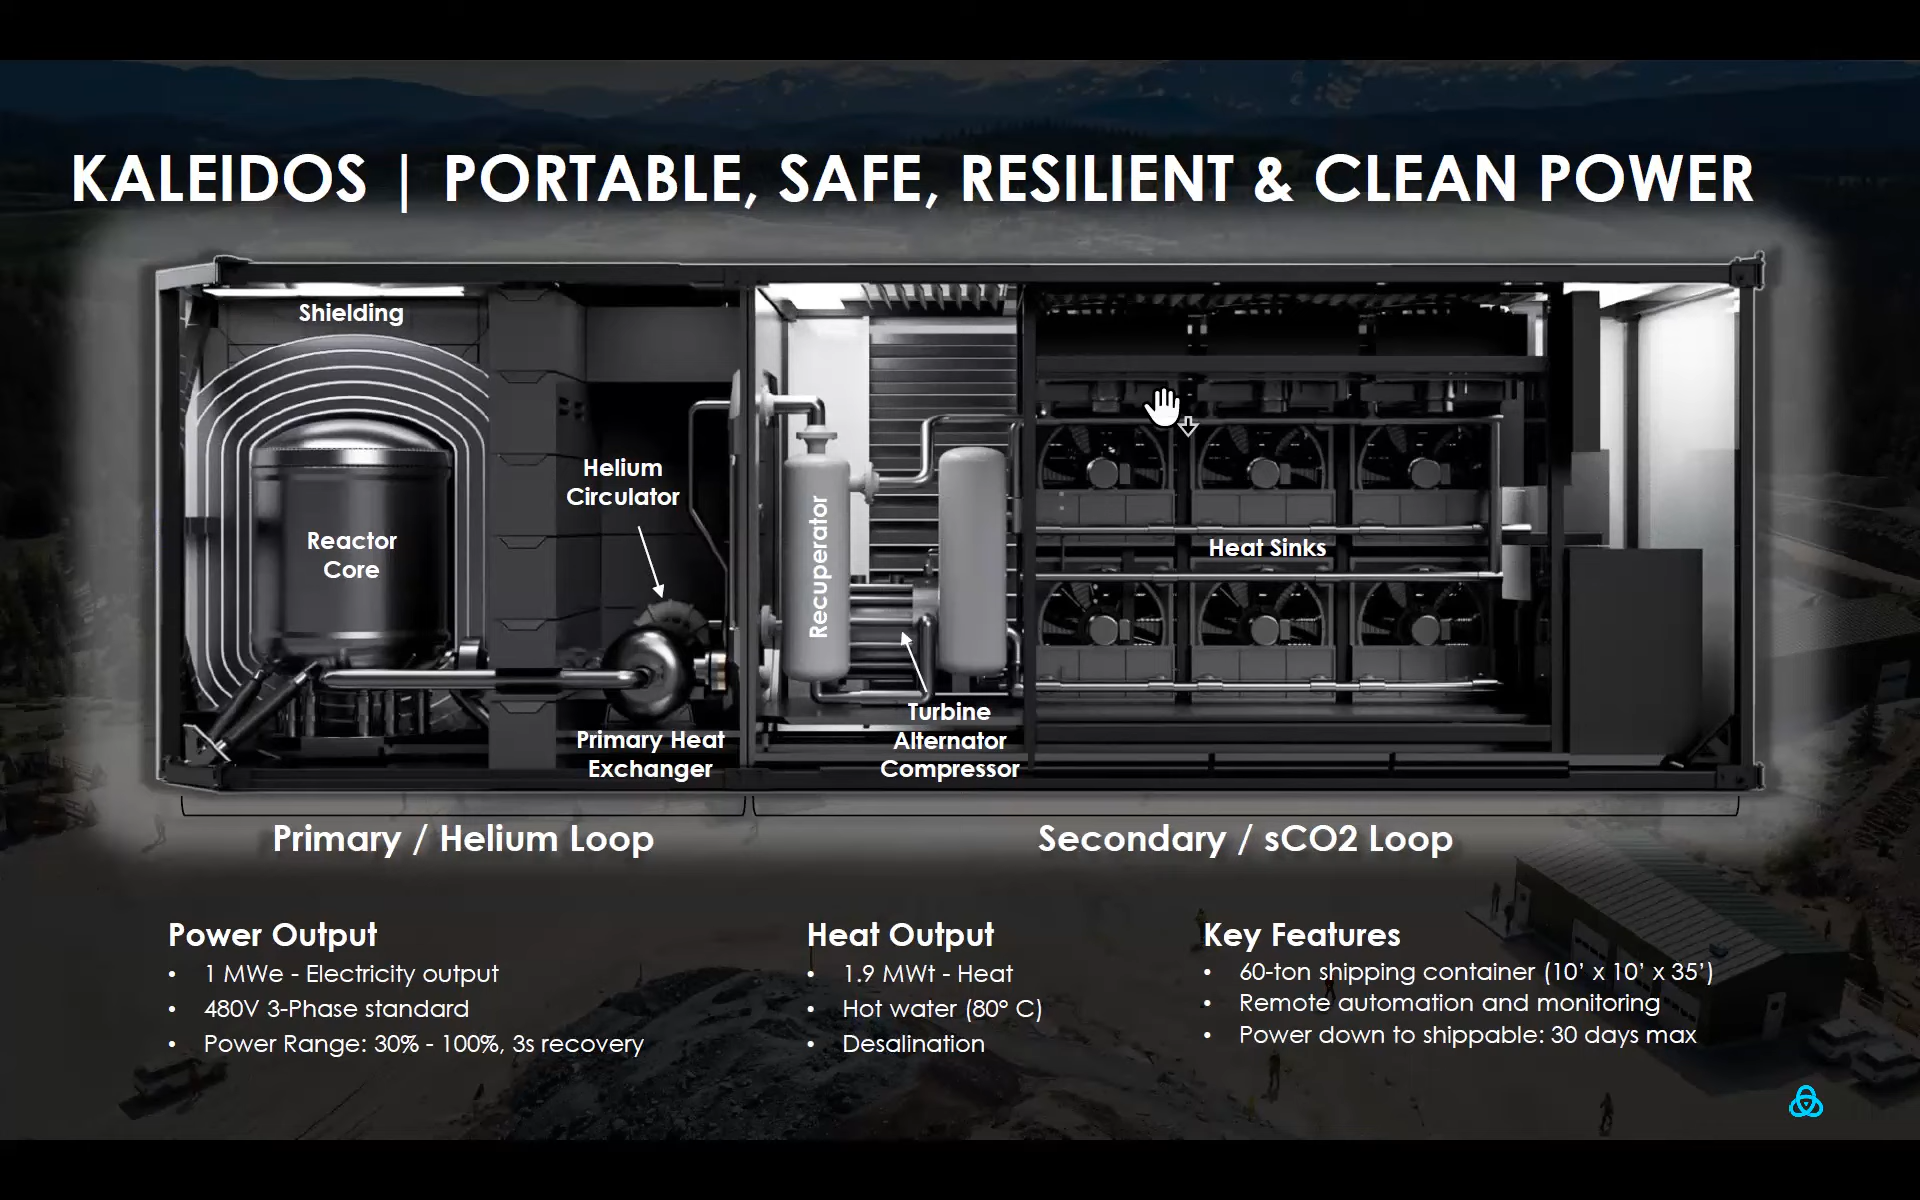 KALEIDOS | PORTABLE, SAFE, RESILIENT & CLEAN POWER
Shielding
Reactor
Core
Helium
Circulator
Primary Heat
Exchanger
Recuperator
Turbine
Alternator
Compressor
Heat Sinks
Primary / Helium Loop
Secondary / sCO2 Loop
Power Output
• 1 MWe - Electricity output
• 480V 3-Phase standard
• Power Range: 30% - 100%, 3s recovery
Heat Output
• 1.9 MWt - Heat
• Hot water (80° C)
• Desalination
Key Features
• 60-ton shipping container (10’ x 10’ x 35’)
• Remote automation and monitoring
• Power down to shippable: 30 days max